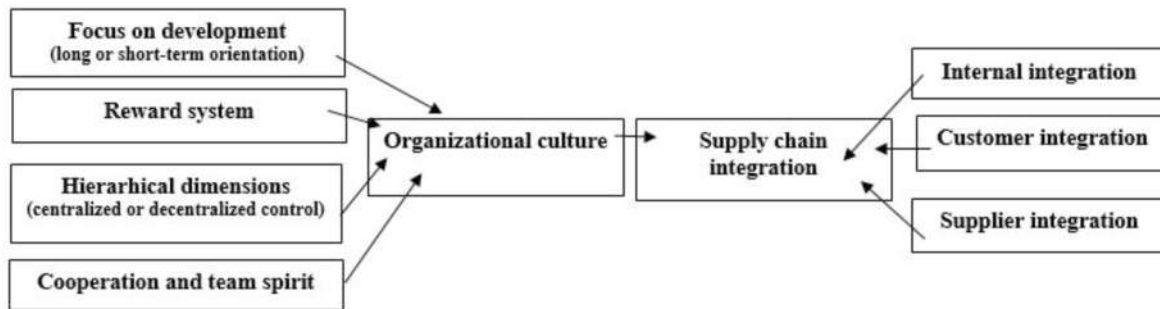 Focus on development
(long or short-term orientation)
Reward system
Hierarhical dimensions
(centralized or decentralized control)
Cooperation and team spirit
Organizational culture
Supply chain
integration
Internal integration
Customer integration
Supplier integration